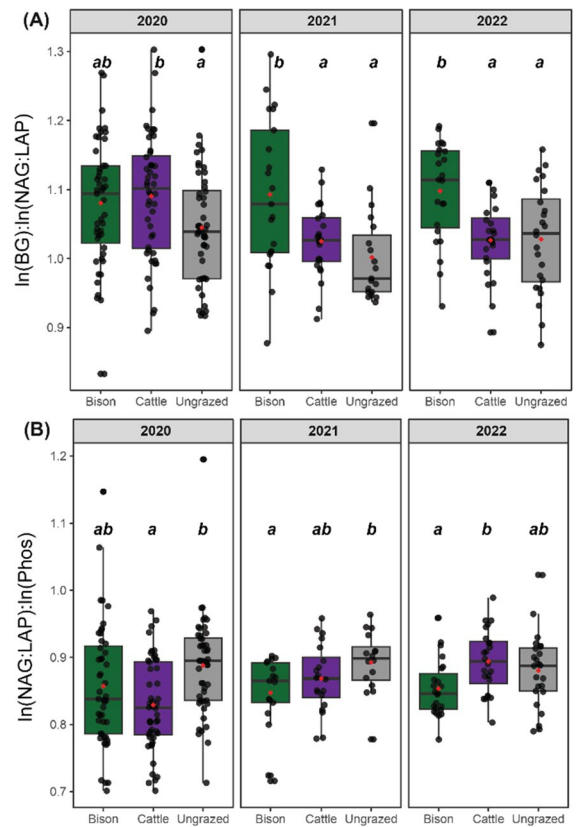 (A)
2020 2021 2022
ab b a b a a b a a
ln(BG):ln(NAG:LAP)
1.3
1.2
1.1
1.0
0.9
Bison Cattle Ungrazed Bison Cattle Ungrazed Bison Cattle Ungrazed
(B)
2020 2021 2022
ab a b a ab b a b ab
ln(NAG:LAP):ln(Phos)
1.2
1.1
1.0
0.9
0.8
0.7
Bison Cattle Ungrazed Bison Cattle Ungrazed Bison Cattle Ungrazed